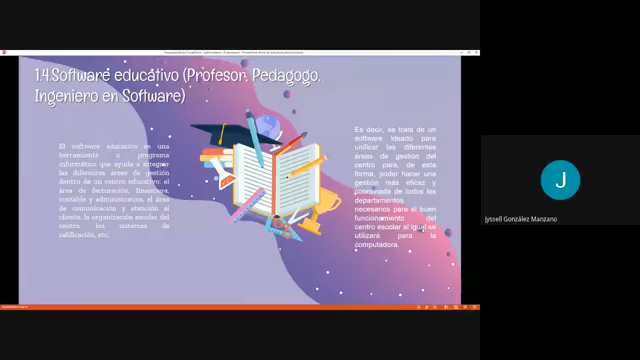 1.4.Software educativo (Profesor, Pedagogo,
Ingeniero en Software)
El software educativo es una
herramienta o programa
informático que ayuda a integrar
las diferentes áreas de gestión
dentro de un centro educativo: el
área de facturación, financiera,
contable y administrativa, el área
de comunicación y atención al
cliente, la organización escolar del
centro, los sistemas de
calificación, etc.
Es decir, se trata de un
software ideado para
unificar las diferentes
áreas de gestión del
centro para, de esta
forma, poder hacer una
gestión más eficaz y
coordinada de todos los
departamentos
necesarios para el buen
funcionamiento del
centro escolar al igual se
utilizara para la
computadora.
J
Jyssell González Manzano